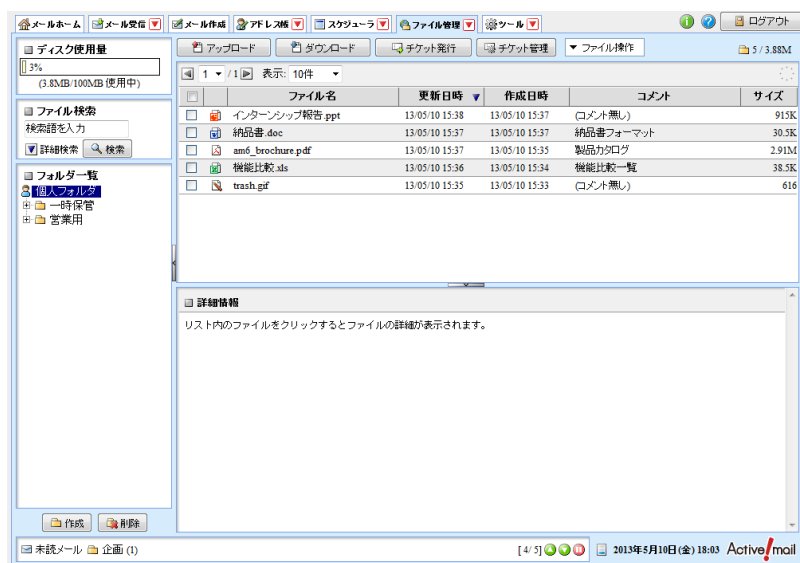 メールホーム メール受信 メール作成 アドレス帳 スケジューラ ファイル管理 ツール ログアウト
ディスク使用量
3%
(3.8MB/100MB 使用中)
ファイル検索
検索語を入力
詳細検索 検索
フォルダ一覧
個人フォルダ
一時保管
営業用
作成 削除
アップロード ダウンロード チケット発行 チケット管理 ファイル操作 5 / 3.88M
1 / 1 表示: 10件
ファイル名 更新日時 作成日時 コメント サイズ
インターンシップ報告.ppt 13/05/10 15:38 13/05/10 15:37 (コメント無し) 915K
納品書.doc 13/05/10 15:37 13/05/10 15:37 納品書フォーマット 30.5K
am6_brochure.pdf 13/05/10 15:37 13/05/10 15:35 製品カタログ 2.91M
機能比較.xls 13/05/10 15:36 13/05/10 15:34 機能比較一覧 38.5K
trash.gif 13/05/10 15:35 13/05/10 15:33 (コメント無し) 616
詳細情報
リスト内のファイルをクリックするとファイルの詳細が表示されます。
未読メール 企画 (1) [ 4/ 5] 2013年5月10日(金) 18:03 Active!mail